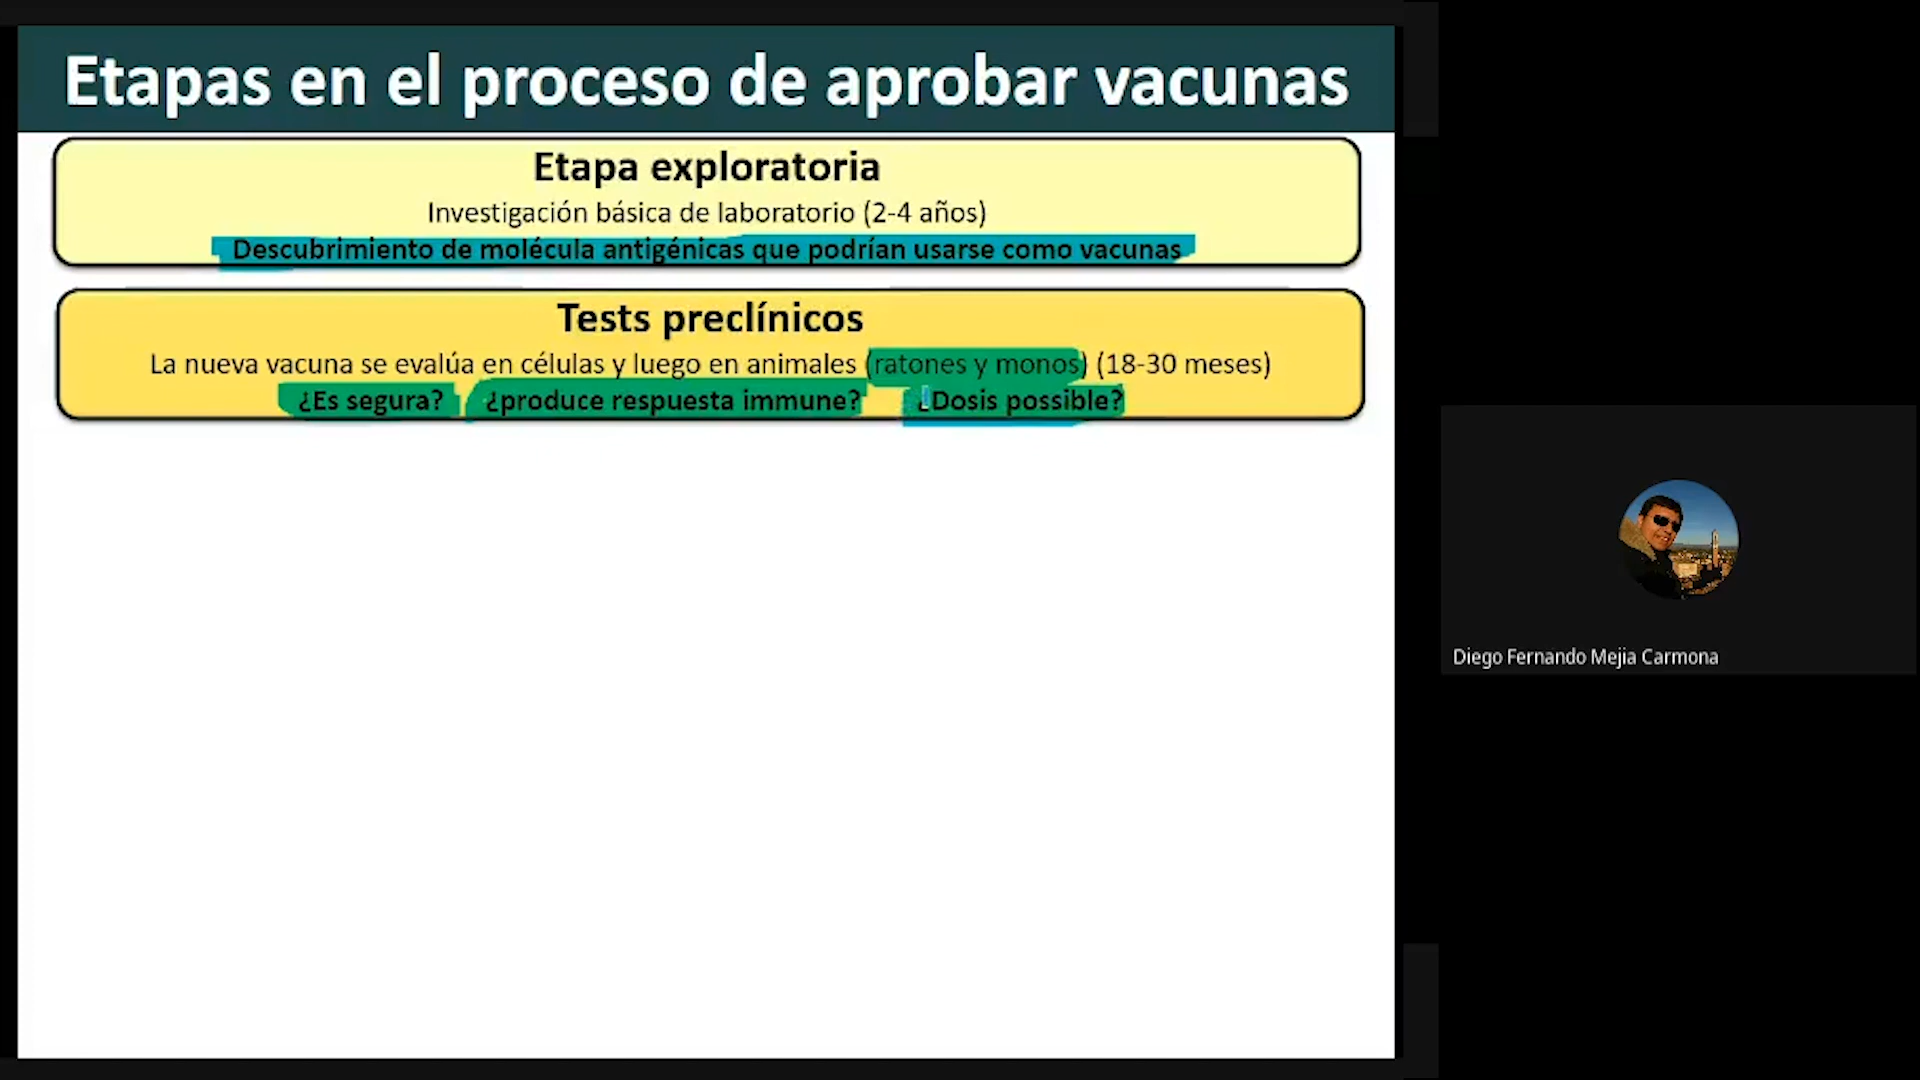 Etapas en el proceso de aprobar vacunas
Etapa exploratoria
Investigación básica de laboratorio (2-4 años)
Descubrimiento de molécula antigénicas que podrían usarse como vacunas
Tests preclínicos
La nueva vacuna se evalúa en células y luego en animales (ratones y monos) (18-30 meses)
¿Es segura? ¿produce respuesta immune? ¿Dosis possible?
Diego Fernando Mejia Carmona